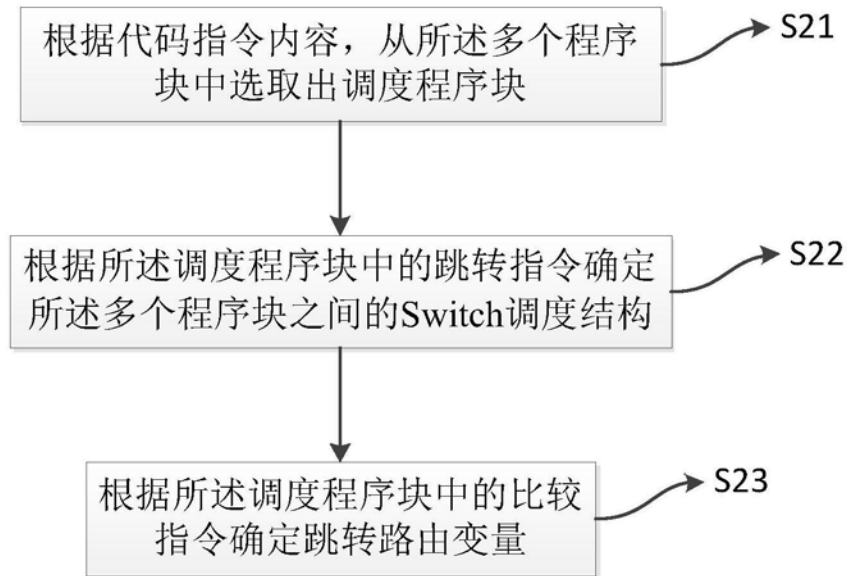 根据代码指令内容，从所述多个程序
块中选取出调度程序块
S21
根据所述调度程序块中的跳转指令确定
所述多个程序块之间的Switch调度结构
S22
根据所述调度程序块中的比较
指令确定跳转路由变量
S23